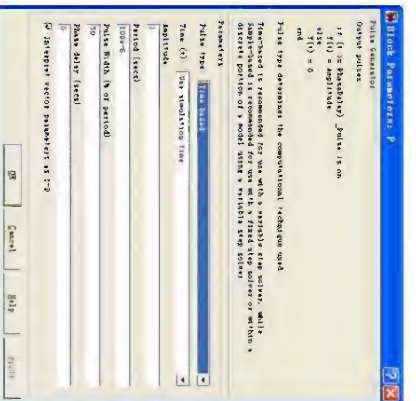 Block Parameters: P
Pulse Generator
Output pulses
if (t >= PhaseDelay) Pulse is on
Y(t) = Amplitude
else
Y(t) = 0
end
Pulse type determines the computational technique used
Time-based is recommended for use with a variable step solver, while
Sample-based is recommended for use with a fixed step solver or within a
discrete portion of a model using a variable step solver
Parameters
Pulse type Time based
Time (t) Use simulation time
Amplitude
1
Period (secs)
Pulse Width (% of period)
50
Phase delay (secs)
0
Interpret vector parameters as 1-D
OK Cancel Help